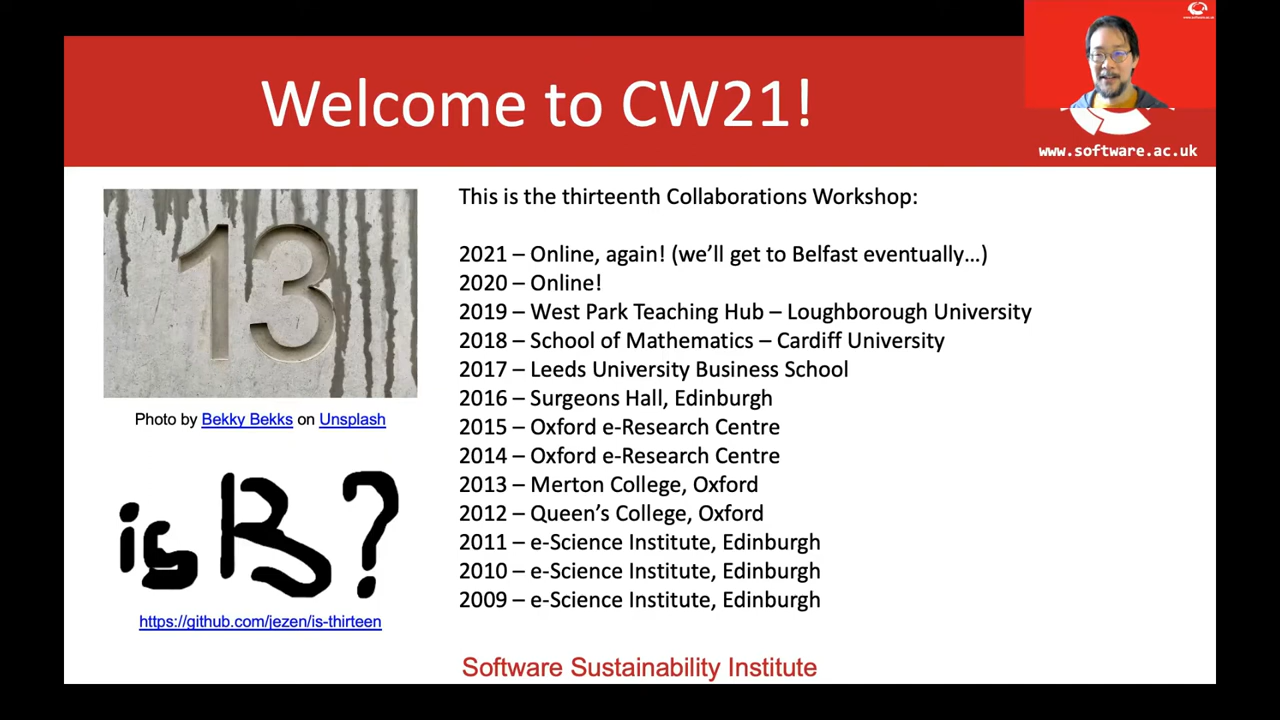 Welcome to CW21!
www.software.ac.uk
13
Photo by Bekky Bekks on Unsplash
is 13?
https://github.com/jezen/is-thirteen
This is the thirteenth Collaborations Workshop:
2021 – Online, again! (we’ll get to Belfast eventually…)
2020 – Online!
2019 – West Park Teaching Hub – Loughborough University
2018 – School of Mathematics – Cardiff University
2017 – Leeds University Business School
2016 – Surgeons Hall, Edinburgh
2015 – Oxford e-Research Centre
2014 – Oxford e-Research Centre
2013 – Merton College, Oxford
2012 – Queen’s College, Oxford
2011 – e-Science Institute, Edinburgh
2010 – e-Science Institute, Edinburgh
2009 – e-Science Institute, Edinburgh
Software Sustainability Institute